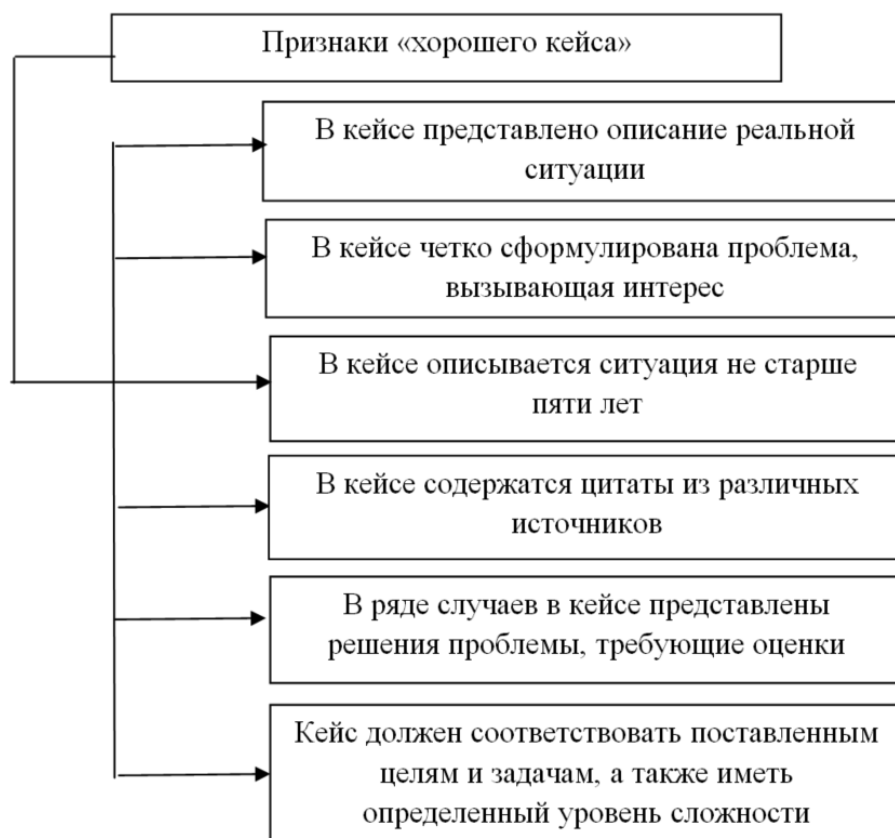 Признаки «хорошего кейса»
В кейсе представлено описание реальной
ситуации
В кейсе четко сформулирована проблема,
вызывающая интерес
В кейсе описывается ситуация не старше
пяти лет
В кейсе содержатся цитаты из различных
источников
В ряде случаев в кейсе представлены
решения проблемы, требующие оценки
Кейс должен соответствовать поставленным
целям и задачам, а также иметь
определенный уровень сложности